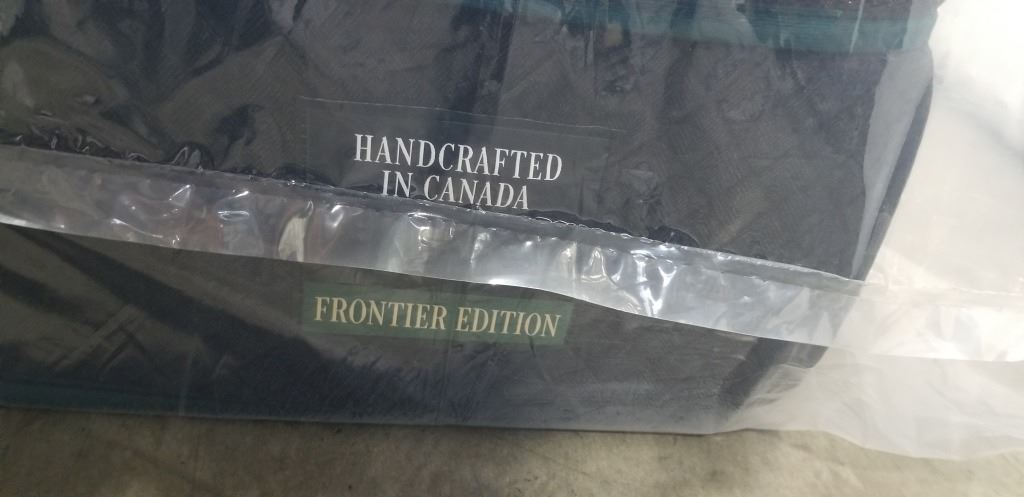 HANDCRAFTED
IN CANADA
FRONTIER EDITION